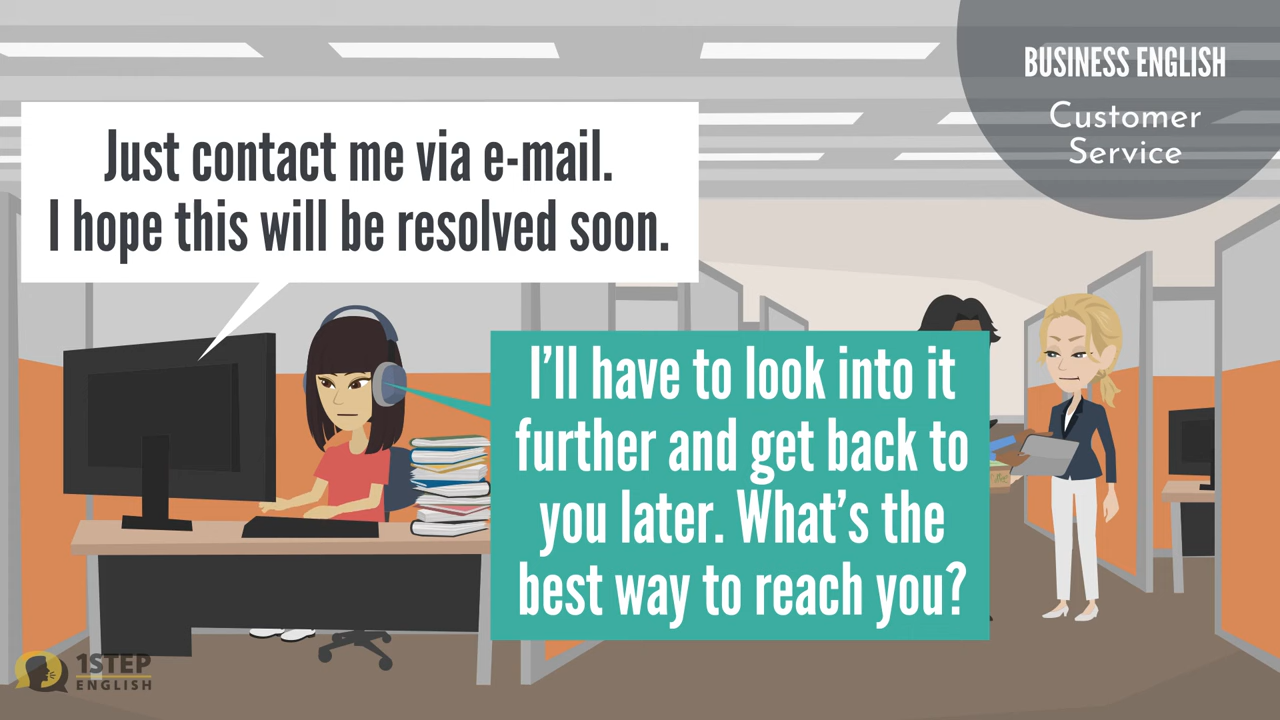 BUSINESS ENGLISH
Customer
Service
Just contact me via e-mail.
I hope this will be resolved soon.
I'll have to look into it
further and get back to
you later. What's the
best way to reach you?
1STEP
ENGLISH